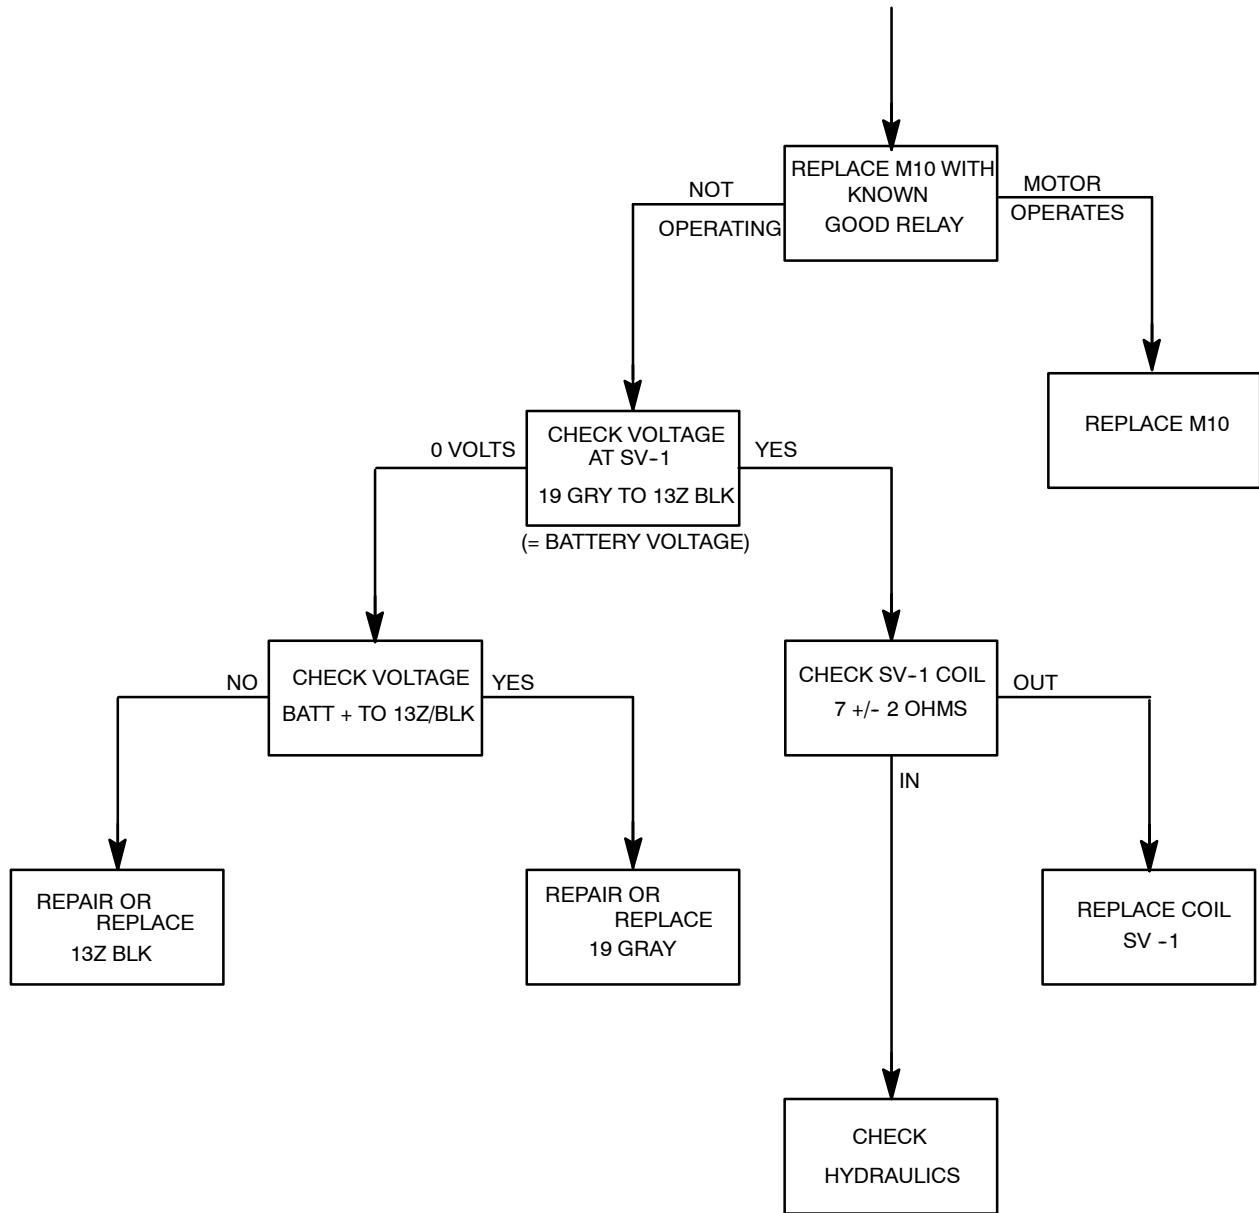 REPLACE M10 WITH
KNOWN
GOOD RELAY
NOT
OPERATING
MOTOR
OPERATES
REPLACE M10
CHECK VOLTAGE
AT SV-1
19 GRY TO 13Z BLK
(= BATTERY VOLTAGE)
0 VOLTS
YES
CHECK VOLTAGE
BATT + TO 13Z/BLK
NO
YES
CHECK SV-1 COIL
7 +/- 2 OHMS
OUT
IN
REPAIR OR
REPLACE
13Z BLK
REPAIR OR
REPLACE
19 GRAY
REPLACE COIL
SV -1
CHECK
HYDRAULICS